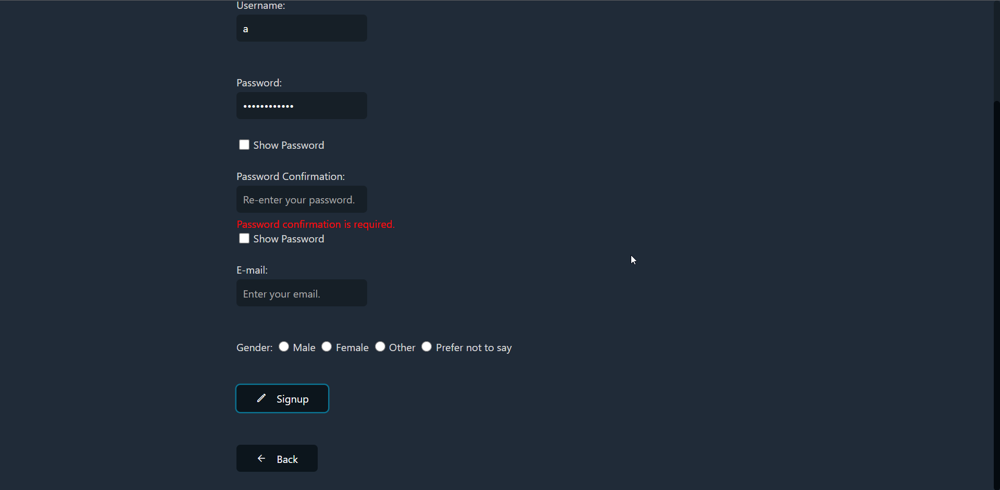 Username:
a
Password:
••••••••••••
Show Password
Password Confirmation:
Re-enter your password.
Password confirmation is required.
Show Password
E-mail:
Enter your email.
Gender: Male Female Other Prefer not to say
Signup
Back